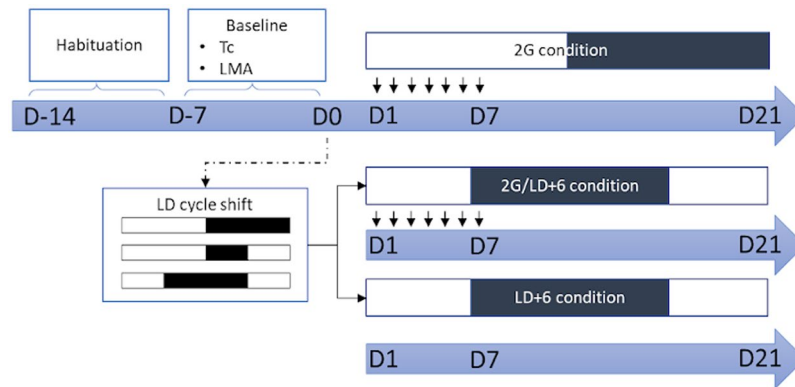 Habituation
Baseline
• Tc
• LMA
2G condition
D-14 D-7 D0 D1 D7 D21
LD cycle shift
2G/LD+6 condition
D1 D7 D21
LD+6 condition
D1 D7 D21